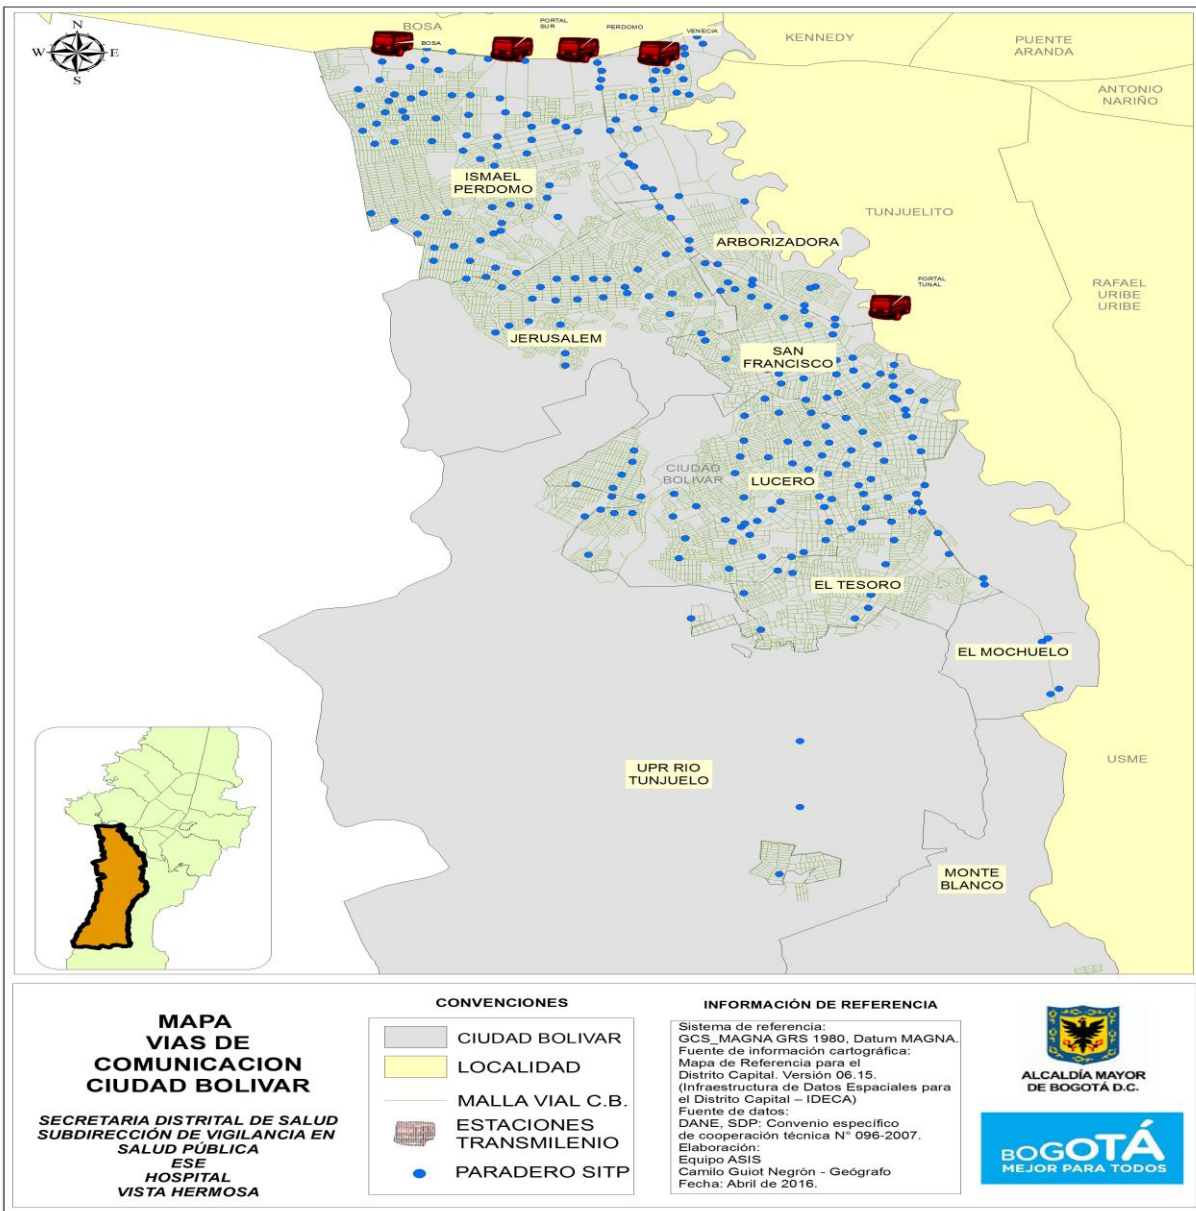 BOSA
PORTAL
SUR
PERDOMO
VENECIA
BOSA
KENNEDY
PUENTE
ARANDA
ANTONIO
NARIÑO
N
W
E
S
ISMAEL
PERDOMO
TUNJUELITO
ARBORIZADORA
PORTAL
TUNAL
RAFAEL
URIBE
URIBE
JERUSALEM
SAN
FRANCISCO
CIUDAD
BOLIVAR
LUCERO
EL TESORO
EL MOCHUELO
UPR RIO
TUNJUELO
USME
MONTE
BLANCO
MAPA
VIAS DE
COMUNICACION
CIUDAD BOLIVAR
SECRETARIA DISTRITAL DE SALUD
SUBDIRECCIÓN DE VIGILANCIA EN
SALUD PÚBLICA
ESE
HOSPITAL
VISTA HERMOSA
CONVENCIONES
CIUDAD BOLIVAR
LOCALIDAD
MALLA VIAL C.B.
ESTACIONES
TRANSMILENIO
PARADERO SITP
INFORMACIÓN DE REFERENCIA
Sistema de referencia:
GCS_MAGNA GRS 1980, Datum MAGNA.
Fuente de información cartográfica:
Mapa de Referencia para el
Distrito Capital. Versión 06.15.
(Infraestructura de Datos Espaciales para
el Distrito Capital – IDECA)
Fuente de datos:
DANE, SDP: Convenio específico
de cooperación técnica N° 096-2007.
Elaboración:
Equipo ASIS
Camilo Guiot Negròn - Geógrafo
Fecha: Abril de 2016.
ALCALDÍA MAYOR
DE BOGOTÁ D.C.
BOGOTÁ
MEJOR PARA TODOS